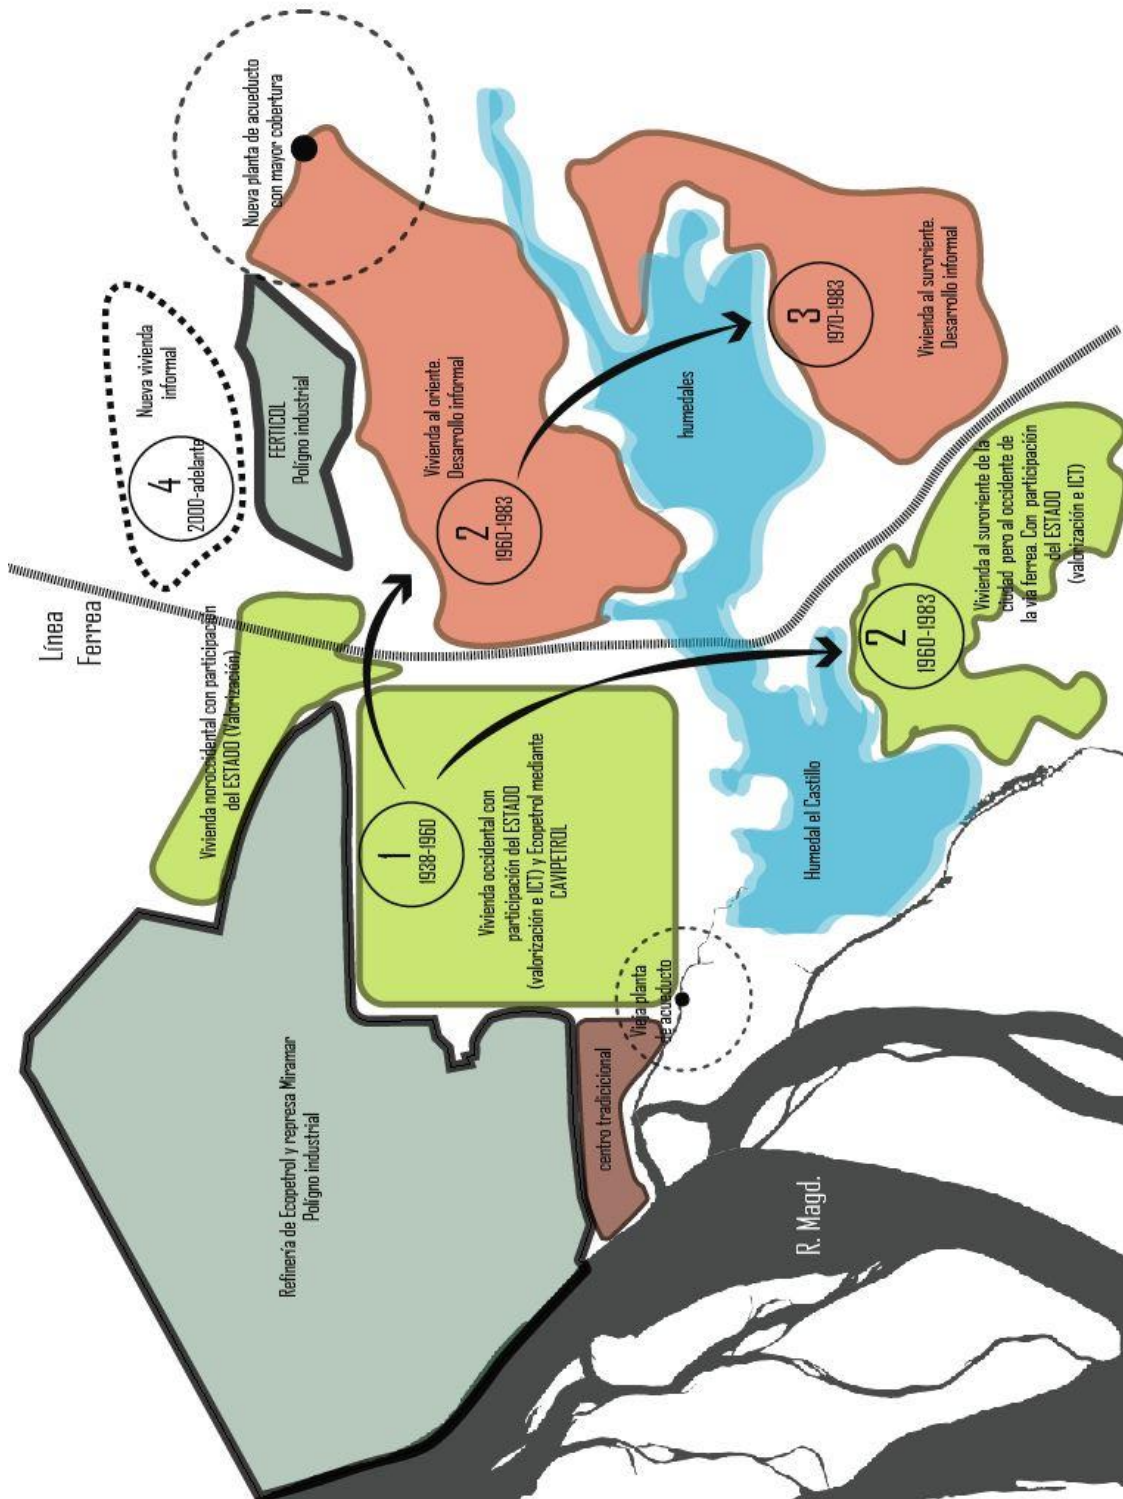 Línea
Ferrea
4
2000-adelante
Nueva vivienda
informal
Nueva planta de acueducto
con mayor cobertura
FERTICOL
Polígno industrial
Vivienda noroccidental con participación
del ESTADO (Valorización)
Refinería de Ecopetrol y represa Miramar
Polígno industrial
1
1938-1960
Vivienda occidental con
participación del ESTADO
(valorización e ICT) y Ecopetrol mediante
CAVIPETROL
2
1960-1983
Vivienda al oriente.
Desarrollo informal
humedales
3
1970-1983
Vivienda al suroriente.
Desarrollo informal
centro tradicicional
Vieja planta
de acueducto
Humedal el Castillo
2
1960-1983
Vivienda al suroriente de la
ciudad pero al occidente de
la via ferrea. Con participación
del ESTADO
(valorización e ICT)
R. Magd.